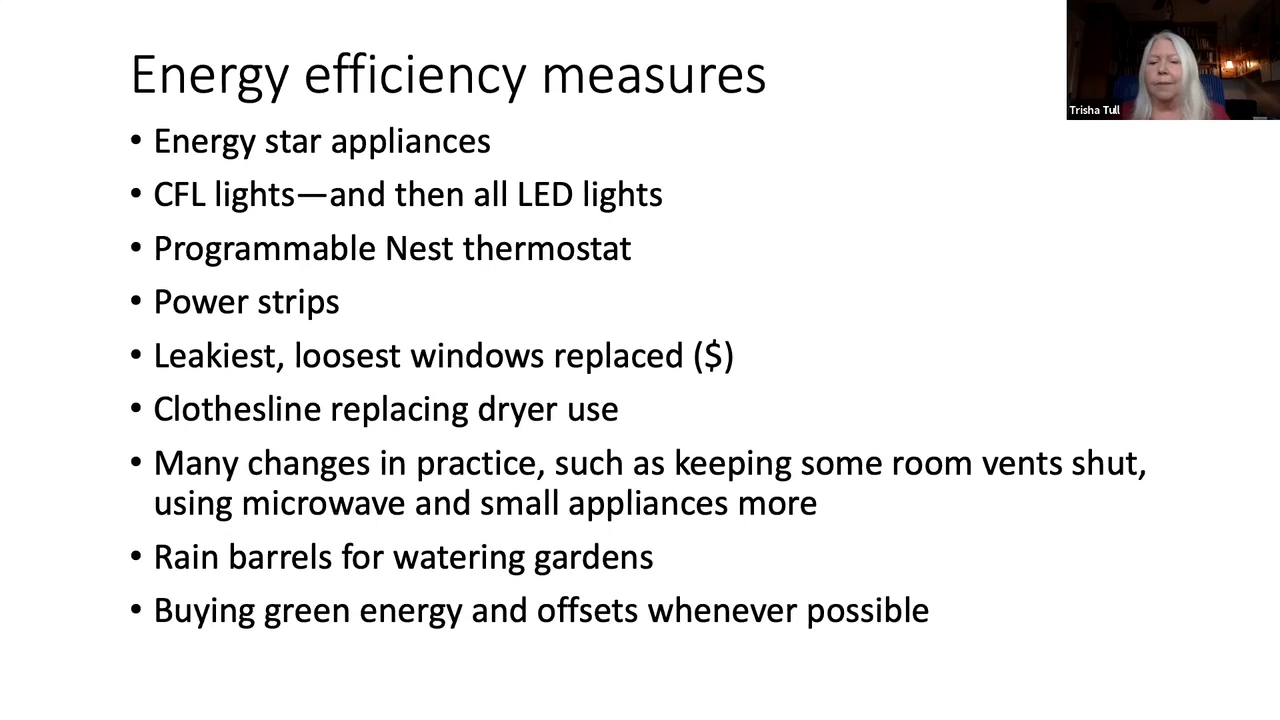 Energy efficiency measures
Trisha Tull
• Energy star appliances
• CFL lights—and then all LED lights
• Programmable Nest thermostat
• Power strips
• Leakiest, loosest windows replaced ($)
• Clothesline replacing dryer use
• Many changes in practice, such as keeping some room vents shut,
using microwave and small appliances more
• Rain barrels for watering gardens
• Buying green energy and offsets whenever possible